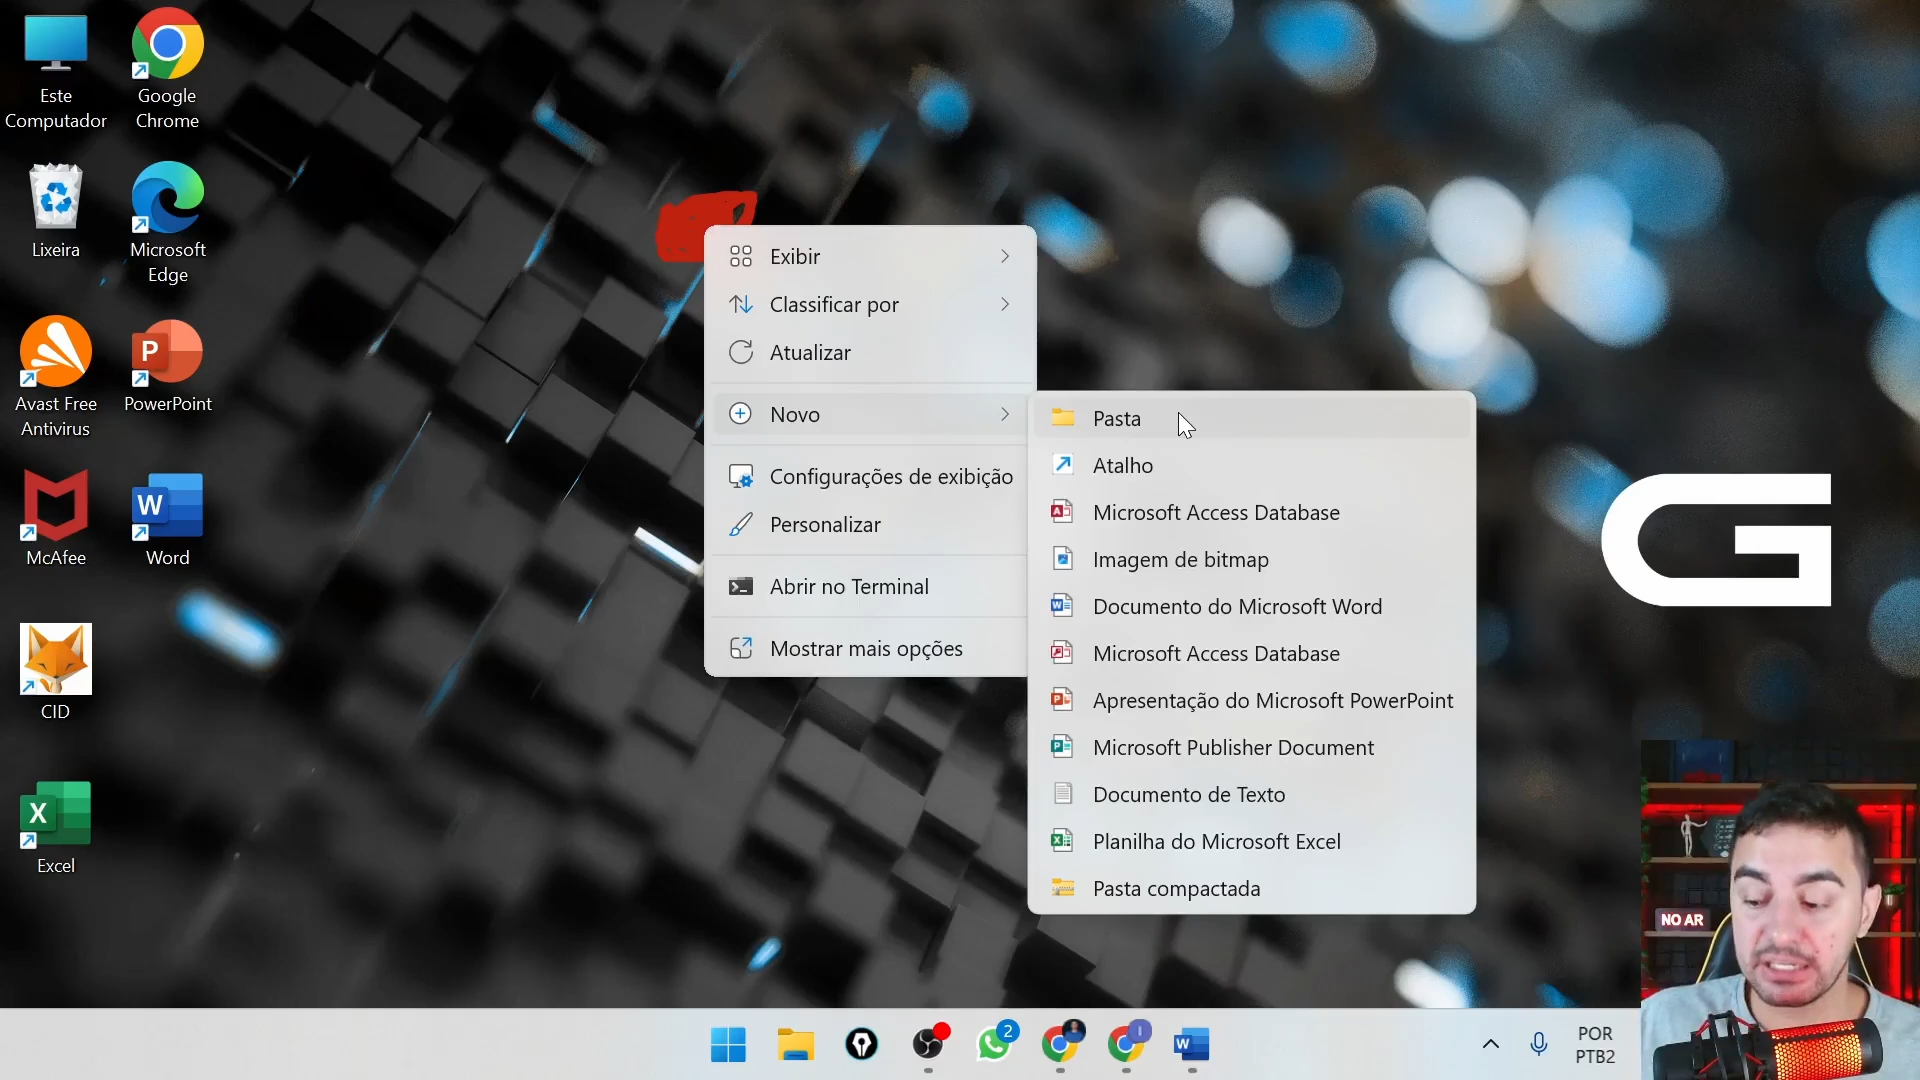 Este
Computador
Google
Chrome
Lixeira
Microsoft
Edge
Avast Free
Antivirus
PowerPoint
McAfee
Word
CID
Excel
Exibir
Classificar por
Atualizar
Novo
Configurações de exibição
Personalizar
Abrir no Terminal
Mostrar mais opções
Pasta
Atalho
Microsoft Access Database
Imagem de bitmap
Documento do Microsoft Word
Microsoft Access Database
Apresentação do Microsoft PowerPoint
Microsoft Publisher Document
Documento de Texto
Planilha do Microsoft Excel
Pasta compactada
G
NO AR
2
POR
PTB2